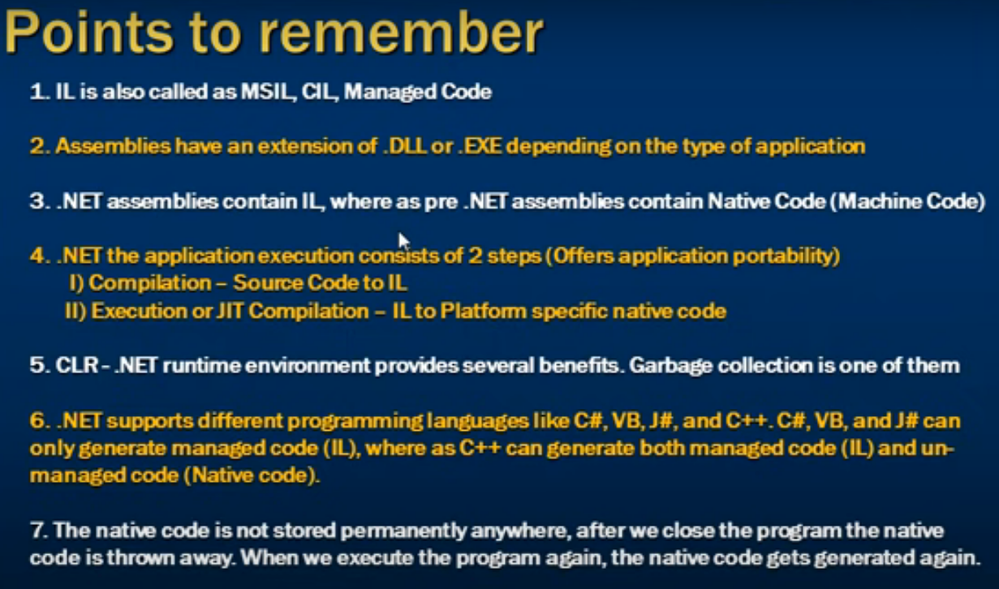 Points to remember
1. IL is also called as MSIL, CIL, Managed Code
2. Assemblies have an extension of .DLL or .EXE depending on the type of application
3. .NET assemblies contain IL, where as pre .NET assemblies contain Native Code (Machine Code)
4. .NET the application execution consists of 2 steps (Offers application portability)
I) Compilation – Source Code to IL
II) Execution or JIT Compilation – IL to Platform specific native code
5. CLR - .NET runtime environment provides several benefits. Garbage collection is one of them
6. .NET supports different programming languages like C#, VB, J#, and C++. C#, VB, and J# can
only generate managed code (IL), where as C++ can generate both managed code (IL) and un-
managed code (Native code).
7. The native code is not stored permanently anywhere, after we close the program the native
code is thrown away. When we execute the program again, the native code gets generated again.